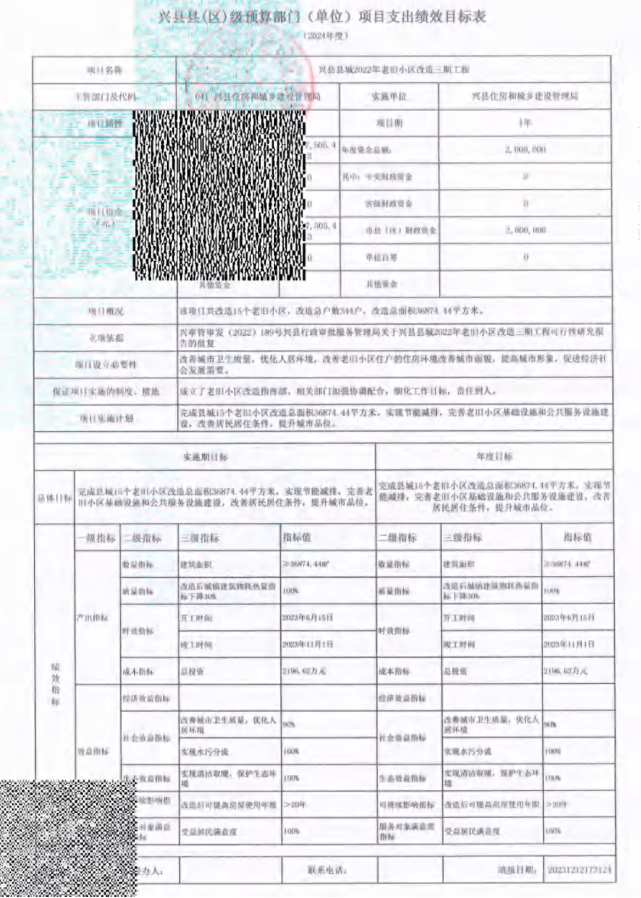 兴县县(区)级预算部门（单位）项目支出绩效目标表
（2024年度）
项目名称 兴县县城2022年老旧小区改造三期工程
主管部门及代码 兴县住房和城乡建设管理局 实施单位 兴县住房和城乡建设管理局
项目属性 项目期 1年
项目资金（元） 7,505.4 年度资金总额： 2,000,000
0 其中：中央财政资金 0
0 省级财政资金 0
7,505.4 市县（区）财政资金 2,000,000
0 单位自筹 0
其他资金 其他资金
项目概况 该项目共改造15个老旧小区，改造总户数344户，改造总面积36874.44平方米。
立项依据 兴审管审发（2022）189号兴县行政审批服务管理局关于兴县县城2022年老旧小区改造三期工程可行性研究报
告的批复
项目设立必要性 改善城市卫生质量，优化人居环境，改善老旧小区住户的住房环境改善城市面貌，提高城市形象，促进经济社
会发展需要。
保证项目实施的制度、措施 成立了老旧小区改造指挥部，相关部门加强协调配合，细化工作目标，责任到人。
项目实施计划 完成县城15个老旧小区改造总面积36874.44平方米，实现节能减排，完善老旧小区基础设施和公共服务设施建
设，改善居民居住条件，提升城市品位。
实施期目标 年度目标
总体目标 完成县城15个老旧小区改造总面积36874.44平方米，实现节能减排，完善老
旧小区基础设施和公共服务设施建设，改善居民居住条件，提升城市品位。
完成县城15个老旧小区改造总面积36874.44平方米，实现节
能减排，完善老旧小区基础设施和公共服务设施建设，改善
居民居住条件，提升城市品位。
一级指标 二级指标 三级指标 指标值 二级指标 三级指标 指标值
绩效指标
产出指标
数量指标 建筑面积 ≥36874.44㎡ 数量指标 建筑面积 ≥36874.44㎡
质量指标 改造后城镇建筑物耗热量指标下降30% 100% 质量指标 改造后城镇建筑物耗热量指标下降30% 100%
时效指标 开工时间 2023年6月15日 时效指标 开工时间 2023年6月15日
竣工时间 2023年11月1日 竣工时间 2023年11月1日
成本指标 总投资 2196.62万元 成本指标 总投资 2196.62万元
效益指标
经济效益指标 经济效益指标
社会效益指标 改善城市卫生质量，优化人居环境 90% 社会效益指标 改善城市卫生质量，优化人居环境 90%
实现雨污分流 100% 实现雨污分流 100%
生态效益指标 实现清洁取暖，保护生态环境 100% 生态效益指标 实现清洁取暖，保护生态环境 100%
续影响指 改造后可提高房屋使用年限 >20年 可持续影响指标 改造后可提高房屋使用年限 >20年
对象满意 受益居民满意度 100% 服务对象满意度指标 受益居民满意度 100%
办人： 联系电话： 填报日期： 20231212173124